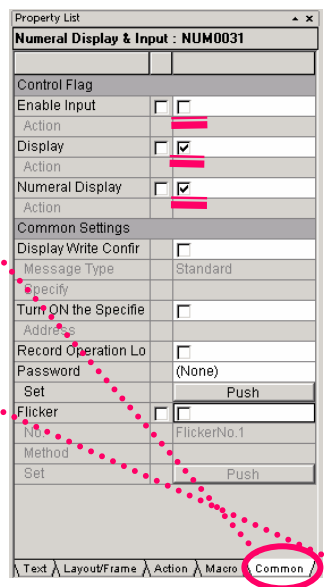 Property List
Numeral Display & Input : NUM0031
Control Flag
Enable Input
Action
Display
Action
Numeral Display
Action
Common Settings
Display Write Confir
Message Type Standard
Specify
Turn ON the Specifie
Address
Record Operation Lo
Password (None)
Set Push
Flicker
No. FlickerNo.1
Method
Set Push
Text Layout/Frame Action Macro Common